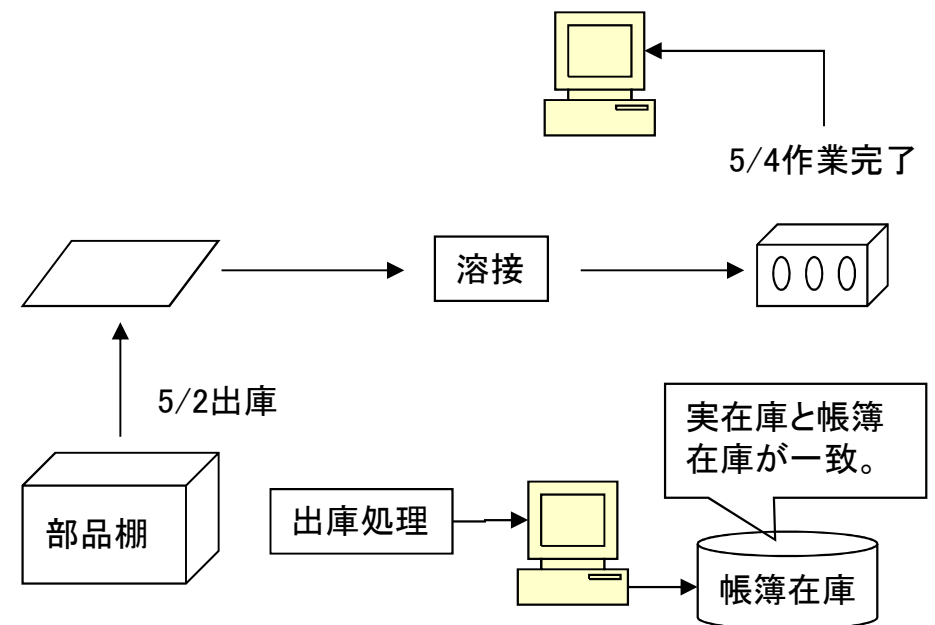 5/4作業完了
溶接
5/2出庫
実在庫と帳簿
在庫が一致。
部品棚
出庫処理
帳簿在庫